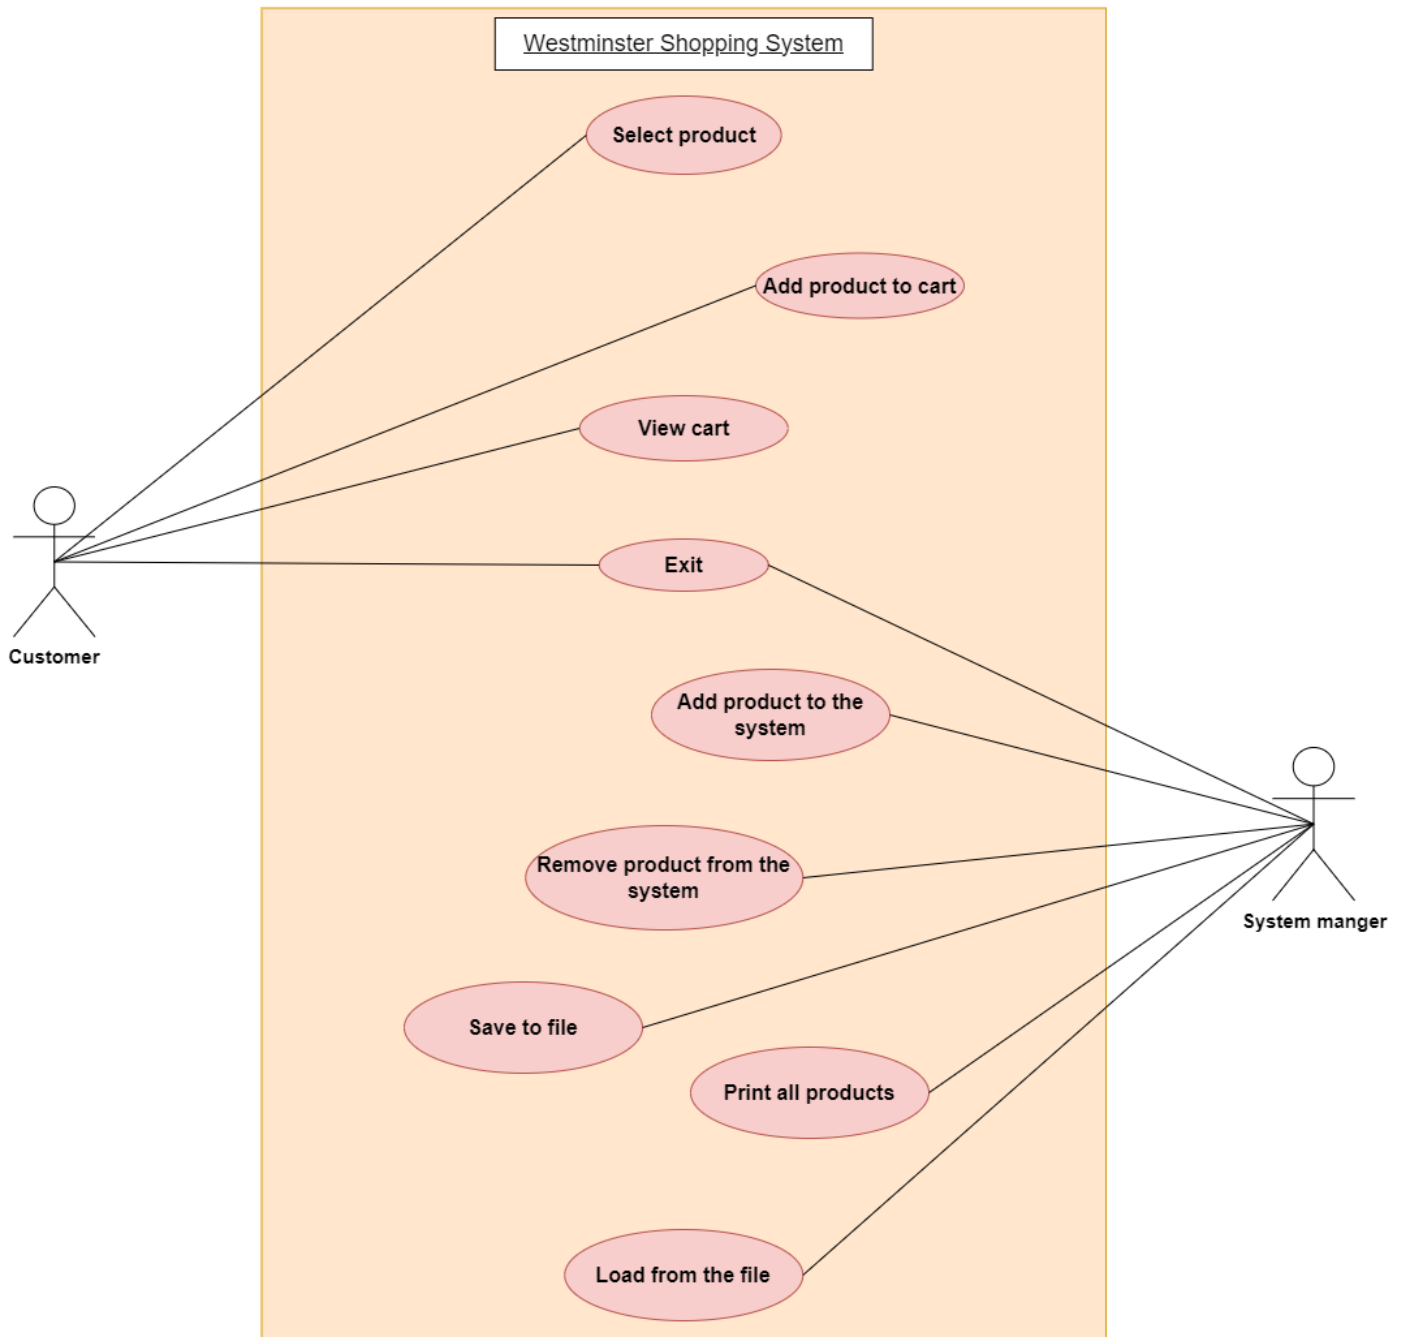 Westminster Shopping System
Select product
Add product to cart
View cart
Exit
Customer
Add product to the
system
Remove product from the
system
System manger
Save to file
Print all products
Load from the file